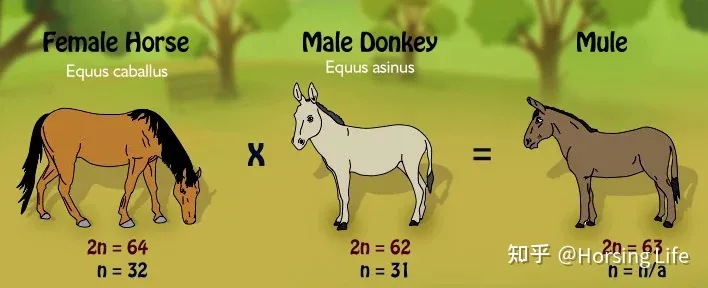 Female Horse
Equus caballus
2n = 64
n = 32
x
Male Donkey
Equus asinus
2n = 62
n = 31
=
Mule
2n = 63
n = n/a
知乎 @Horsing Life